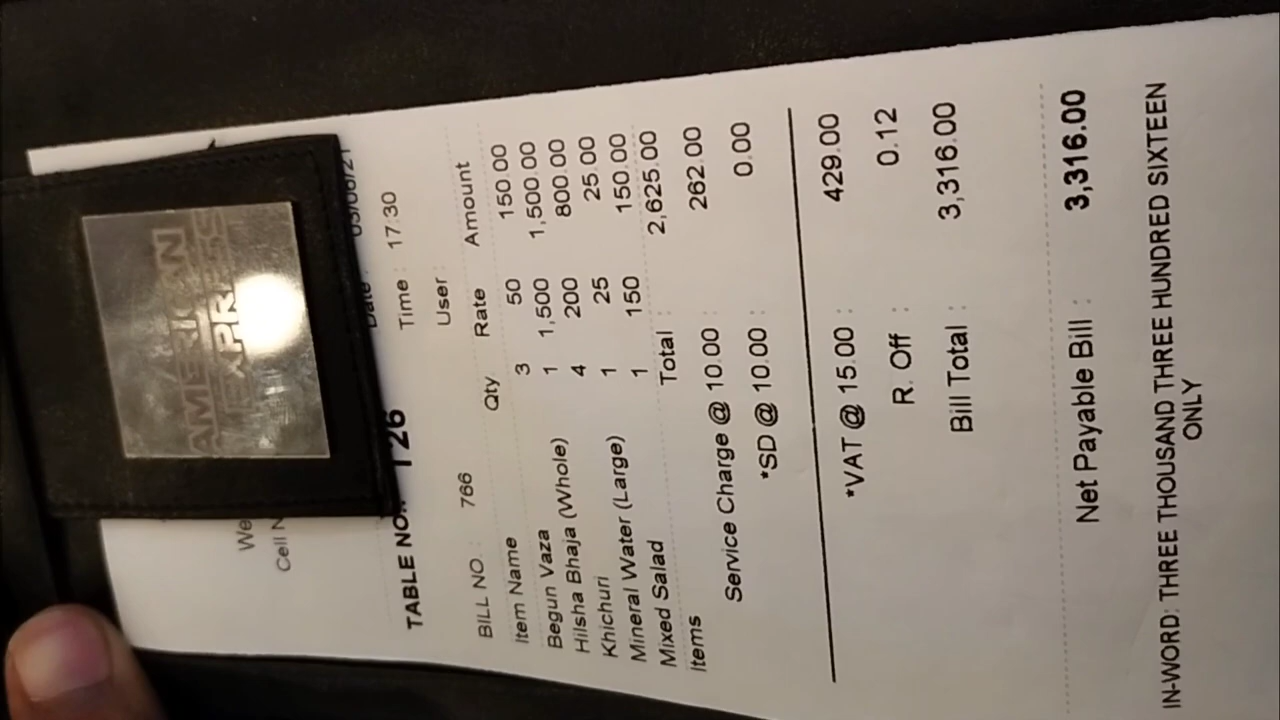 AMERICAN
EXPRESS
We
Cell N
TABLE NO.
Time : 17:30
BILL NO. : 766
User :
Item Name Qty Rate Amount
Begun Vaza 3 50 150.00
Hilsha Bhaja (Whole) 1 1,500 1,500.00
Khichuri 4 200 800.00
Mineral Water (Large) 1 25 25.00
Mixed Salad 1 150 150.00
Items Total : 2,625.00
Service Charge @ 10.00 : 262.00
*SD @ 10.00 : 0.00
*VAT @ 15.00 : 429.00
R. Off : 0.12
Bill Total : 3,316.00
Net Payable Bill : 3,316.00
IN-WORD: THREE THOUSAND THREE HUNDRED SIXTEEN
ONLY